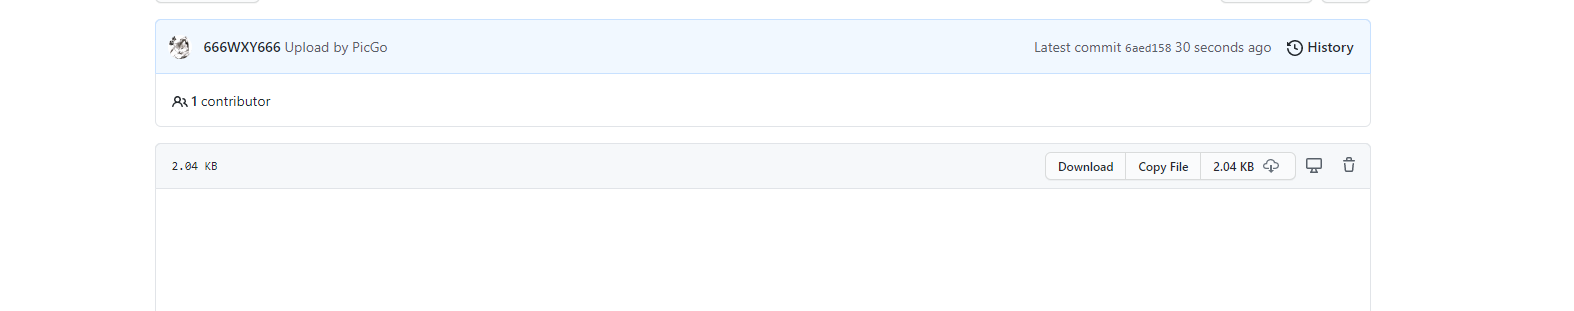 666WXY666 Upload by PicGo Latest commit 6aed158 30 seconds ago History
1 contributor
2.04 KB Download Copy File 2.04 KB